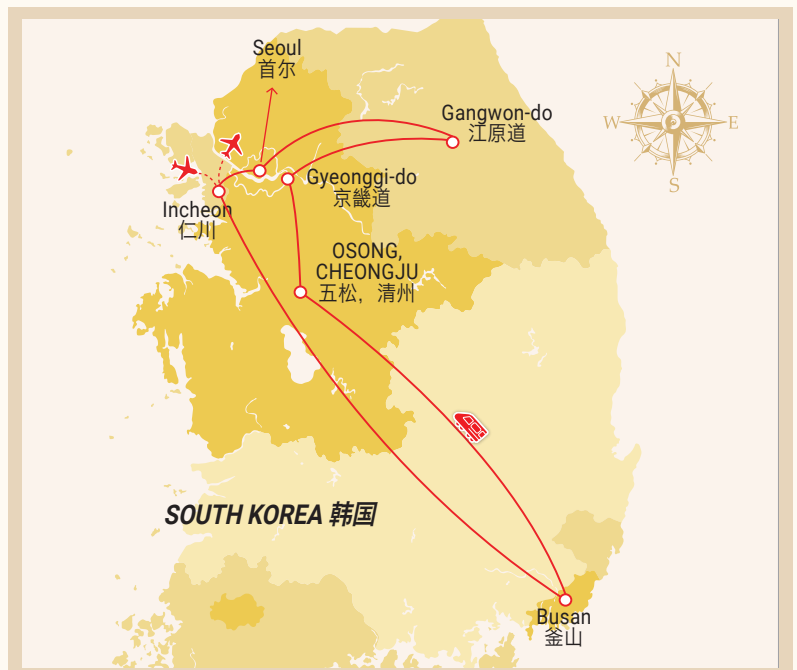 Seoul
首尔
N
W
E
S
Gangwon-do
江原道
Gyeonggi-do
京畿道
Incheon
仁川
OSONG,
CHEONGJU
五松，清州
SOUTH KOREA 韩国
Busan
釜山